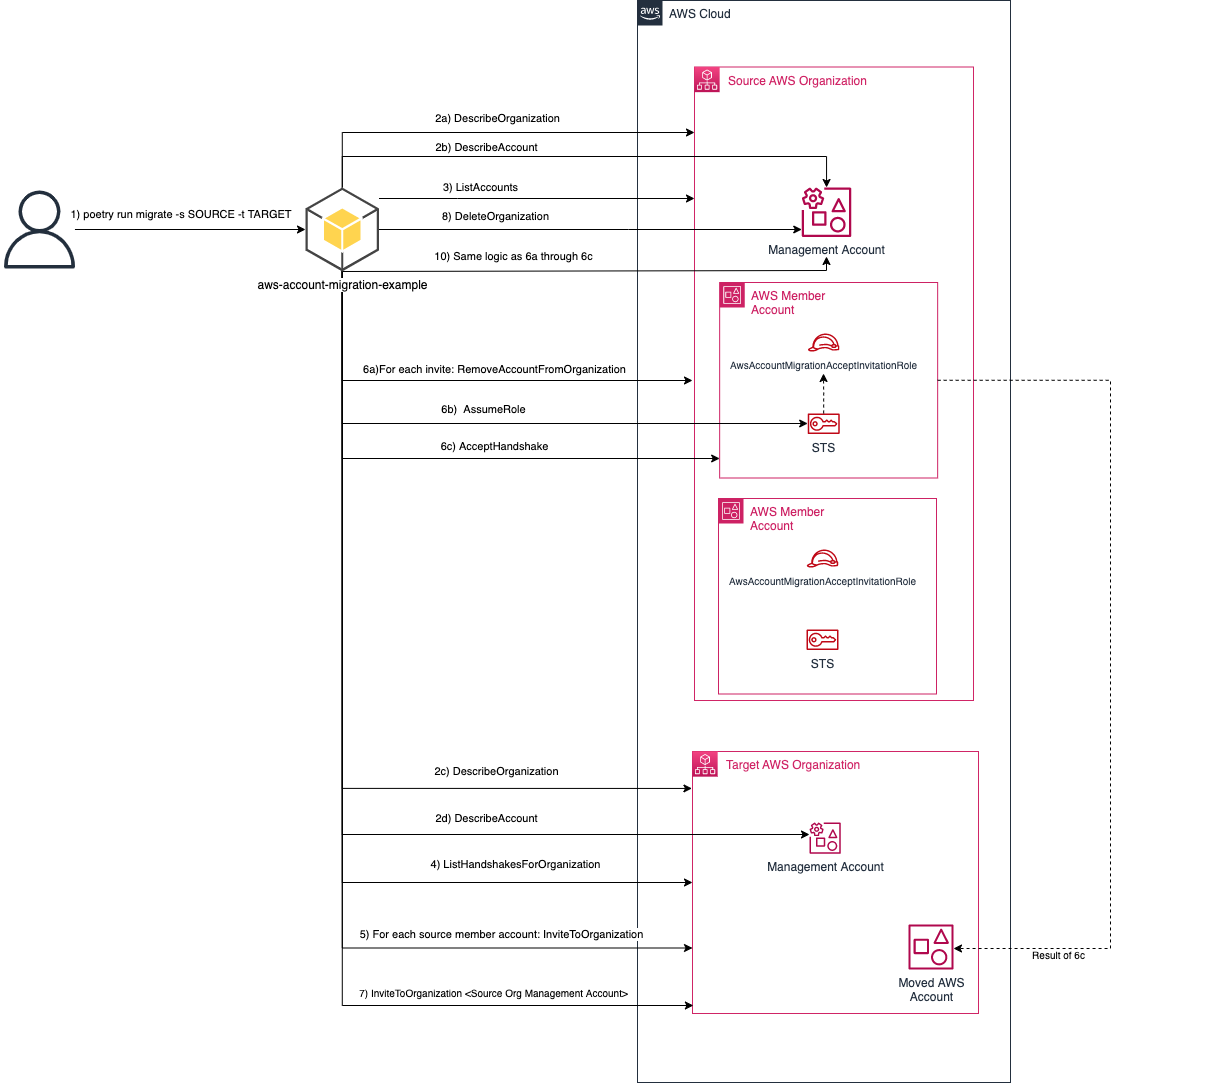 aws
AWS Cloud
Source AWS Organization
2a) DescribeOrganization
2b) DescribeAccount
3) ListAccounts
1) poetry run migrate -s SOURCE -t TARGET
8) DeleteOrganization
Management Account
10) Same logic as 6a through 6c
aws-account-migration-example
AWS Member
Account
AwsAccountMigrationAcceptInvitationRole
6a)For each invite: RemoveAccountFromOrganization
6b)  AssumeRole
6c) AcceptHandshake
STS
AWS Member
Account
AwsAccountMigrationAcceptInvitationRole
STS
Target AWS Organization
2c) DescribeOrganization
2d) DescribeAccount
Management Account
4) ListHandshakesForOrganization
5) For each source member account: InviteToOrganization
Result of 6c
Moved AWS
Account
7) InviteToOrganization <Source Org Management Account>